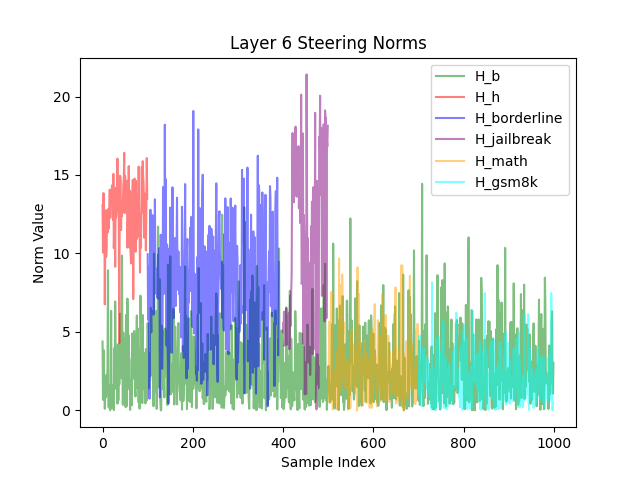 Layer 6 Steering Norms
H_b
H_h
H_borderline
H_jailbreak
H_math
H_gsm8k
Norm Value
20
15
10
5
0
0
200
400
600
800
1000
Sample Index